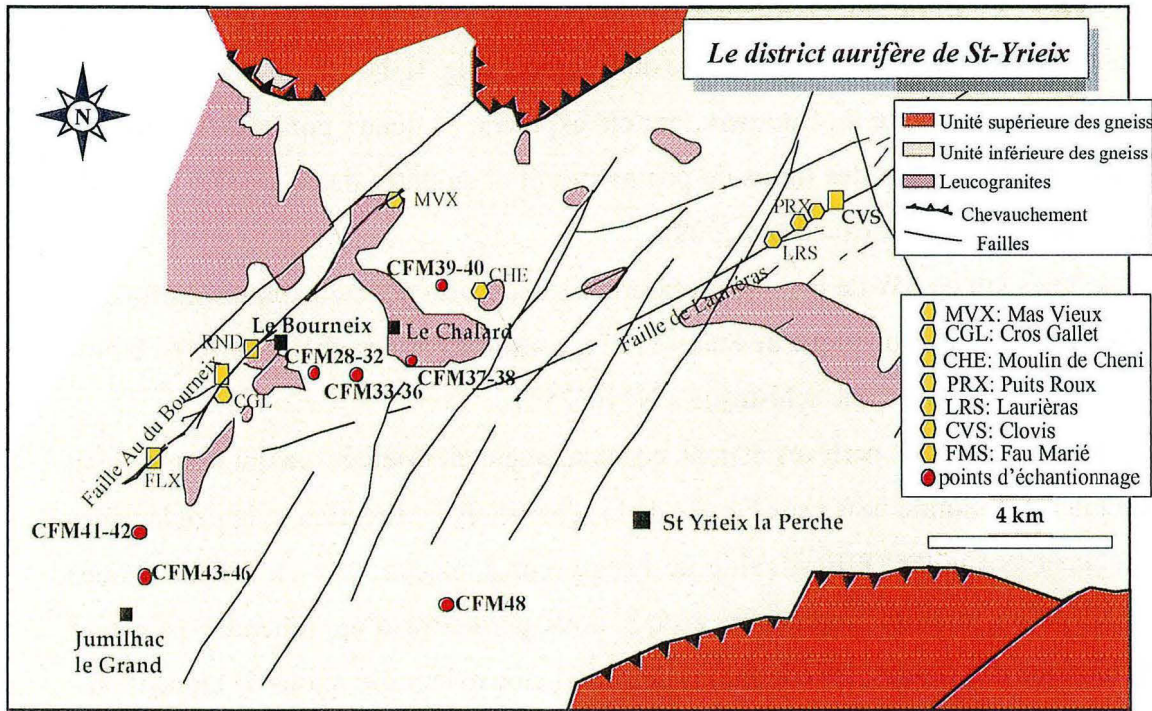 Le district aurifère de St-Yrieix
N
Unité supérieure des gneiss
Unité inférieure des gneiss
Leucogranites
Chevauchement
Failles
MVX
PRX
CVS
LRS
CFM39-40
CHE
Faille de Laurièras
Le Bourneix
Le Chalard
RND
CFM28-32
CFM37-38
CFM33-36
CGL
Faille Au du Bourneix
FLX
MVX: Mas Vieux
CGL: Cros Gallet
CHE: Moulin de Cheni
PRX: Puits Roux
LRS: Laurièras
CVS: Clovis
FMS: Fau Marié
points d'échantionnage
4 km
St Yrieix la Perche
CFM41-42
CFM43-46
CFM48
Jumilhac
le Grand